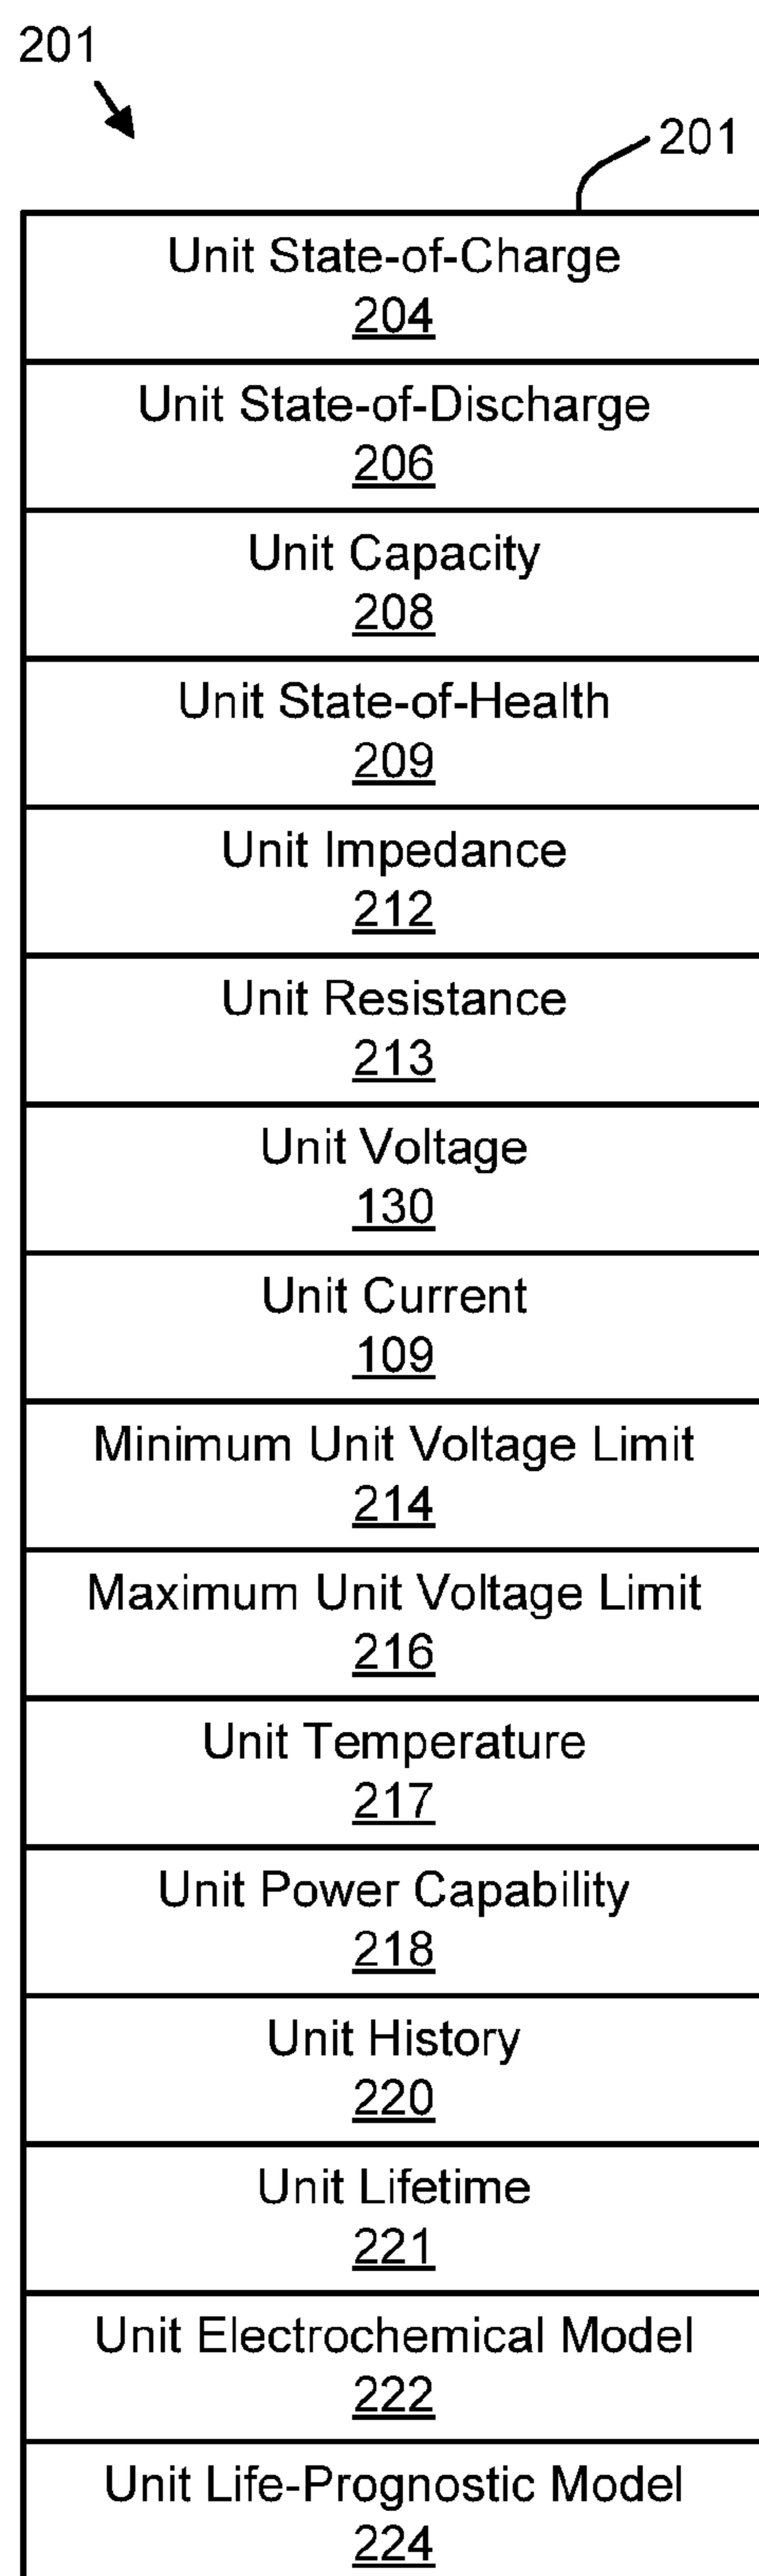 201
201
Unit State-of-Charge
204
Unit State-of-Discharge
206
Unit Capacity
208
Unit State-of-Health
209
Unit Impedance
212
Unit Resistance
213
Unit Voltage
130
Unit Current
109
Minimum Unit Voltage Limit
214
Maximum Unit Voltage Limit
216
Unit Temperature
217
Unit Power Capability
218
Unit History
220
Unit Lifetime
221
Unit Electrochemical Model
222
Unit Life-Prognostic Model
224